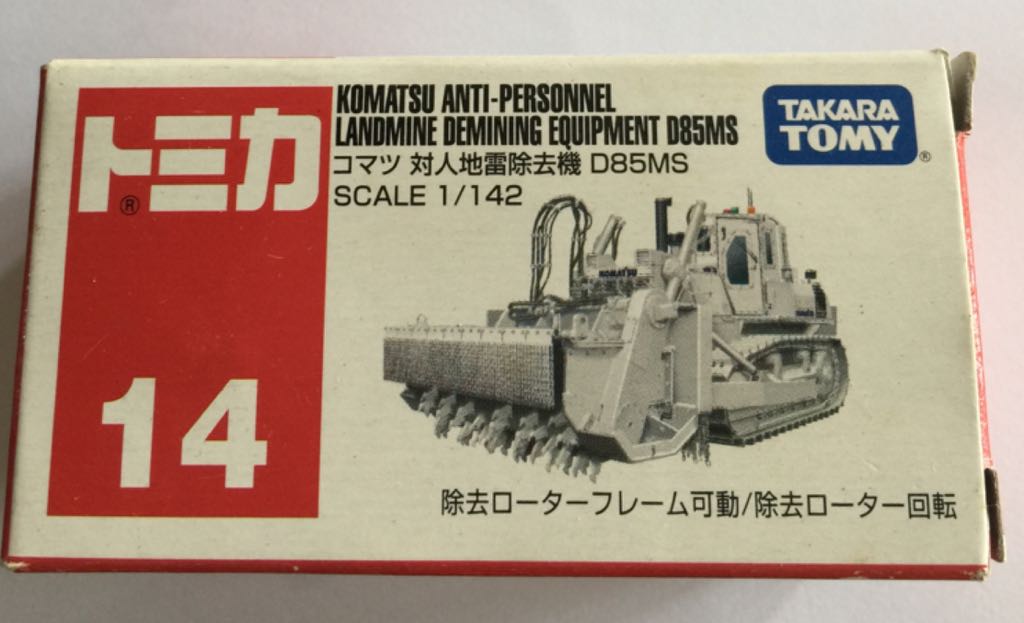 トミカ®
14
KOMATSU ANTI-PERSONNEL
LANDMINE DEMINING EQUIPMENT D85MS
コマツ 対人地雷除去機 D85MS
SCALE 1/142
TAKARA
TOMY®
KOMATSU
除去ローターフレーム可動/除去ローター回転